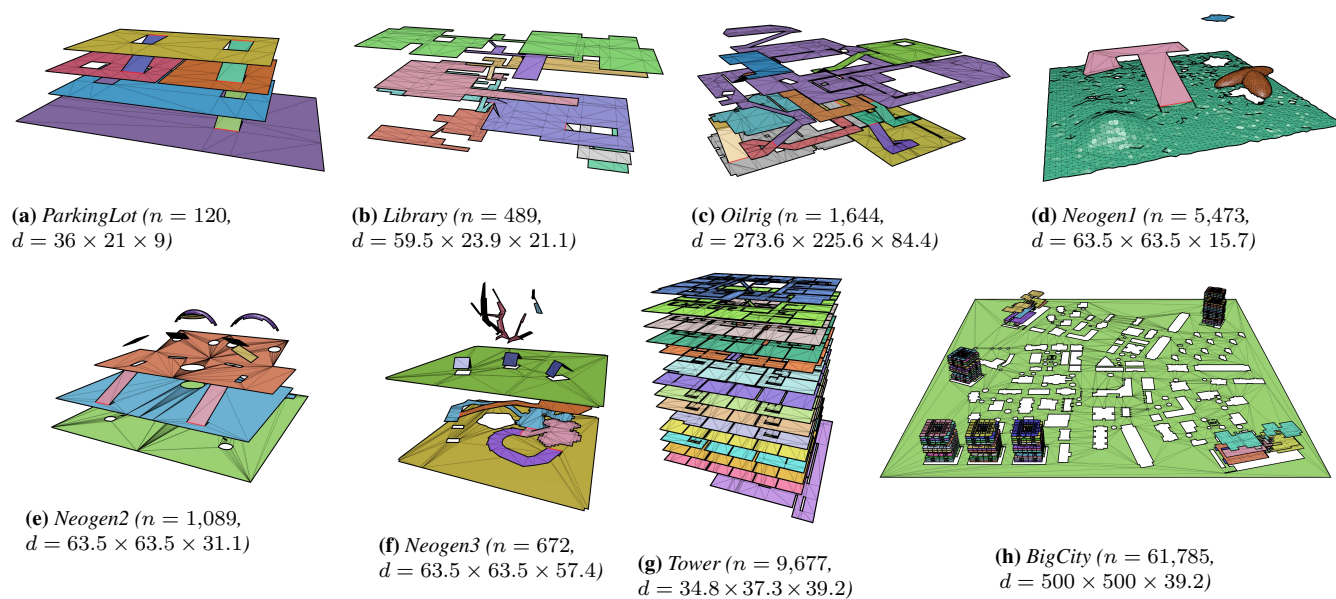 (a) ParkingLot (n = 120,
d = 36 × 21 × 9)
(b) Library (n = 489,
d = 59.5 × 23.9 × 21.1)
(c) Oilrig (n = 1,644,
d = 273.6 × 225.6 × 84.4)
(d) Neogen1 (n = 5,473,
d = 63.5 × 63.5 × 15.7)
(e) Neogen2 (n = 1,089,
d = 63.5 × 63.5 × 31.1)
(f) Neogen3 (n = 672,
d = 63.5 × 63.5 × 57.4)
(g) Tower (n = 9,677,
d = 34.8 × 37.3 × 39.2)
(h) BigCity (n = 61,785,
d = 500 × 500 × 39.2)